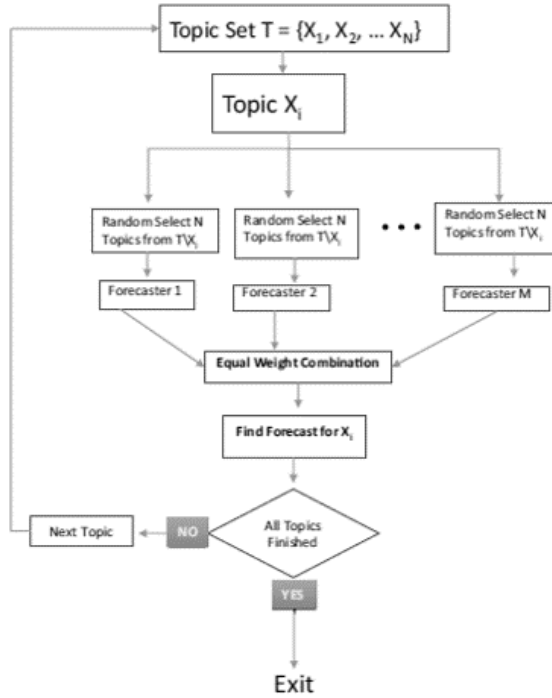 Topic Set T = {X₁, X₂, ... X_N}
Topic Xᵢ
Random Select N
Topics from T\Xᵢ
Random Select N
Topics from T\Xᵢ
• • •
Random Select N
Topics from T\Xᵢ
Forecaster 1
Forecaster 2
Forecaster M
Equal Weight Combination
Find Forecast for Xᵢ
All Topics
Finished
NO
Next Topic
YES
Exit